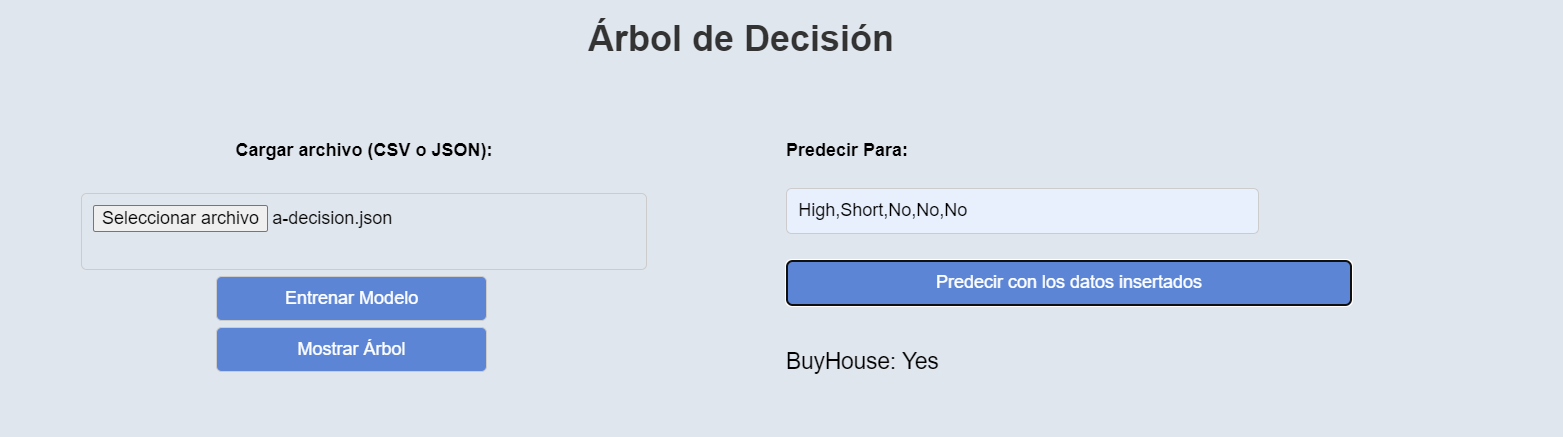 Árbol de Decisión
Cargar archivo (CSV o JSON):
Seleccionar archivo a-decision.json
Entrenar Modelo
Mostrar Árbol
Predecir Para:
High,Short,No,No,No
Predecir con los datos insertados
BuyHouse: Yes